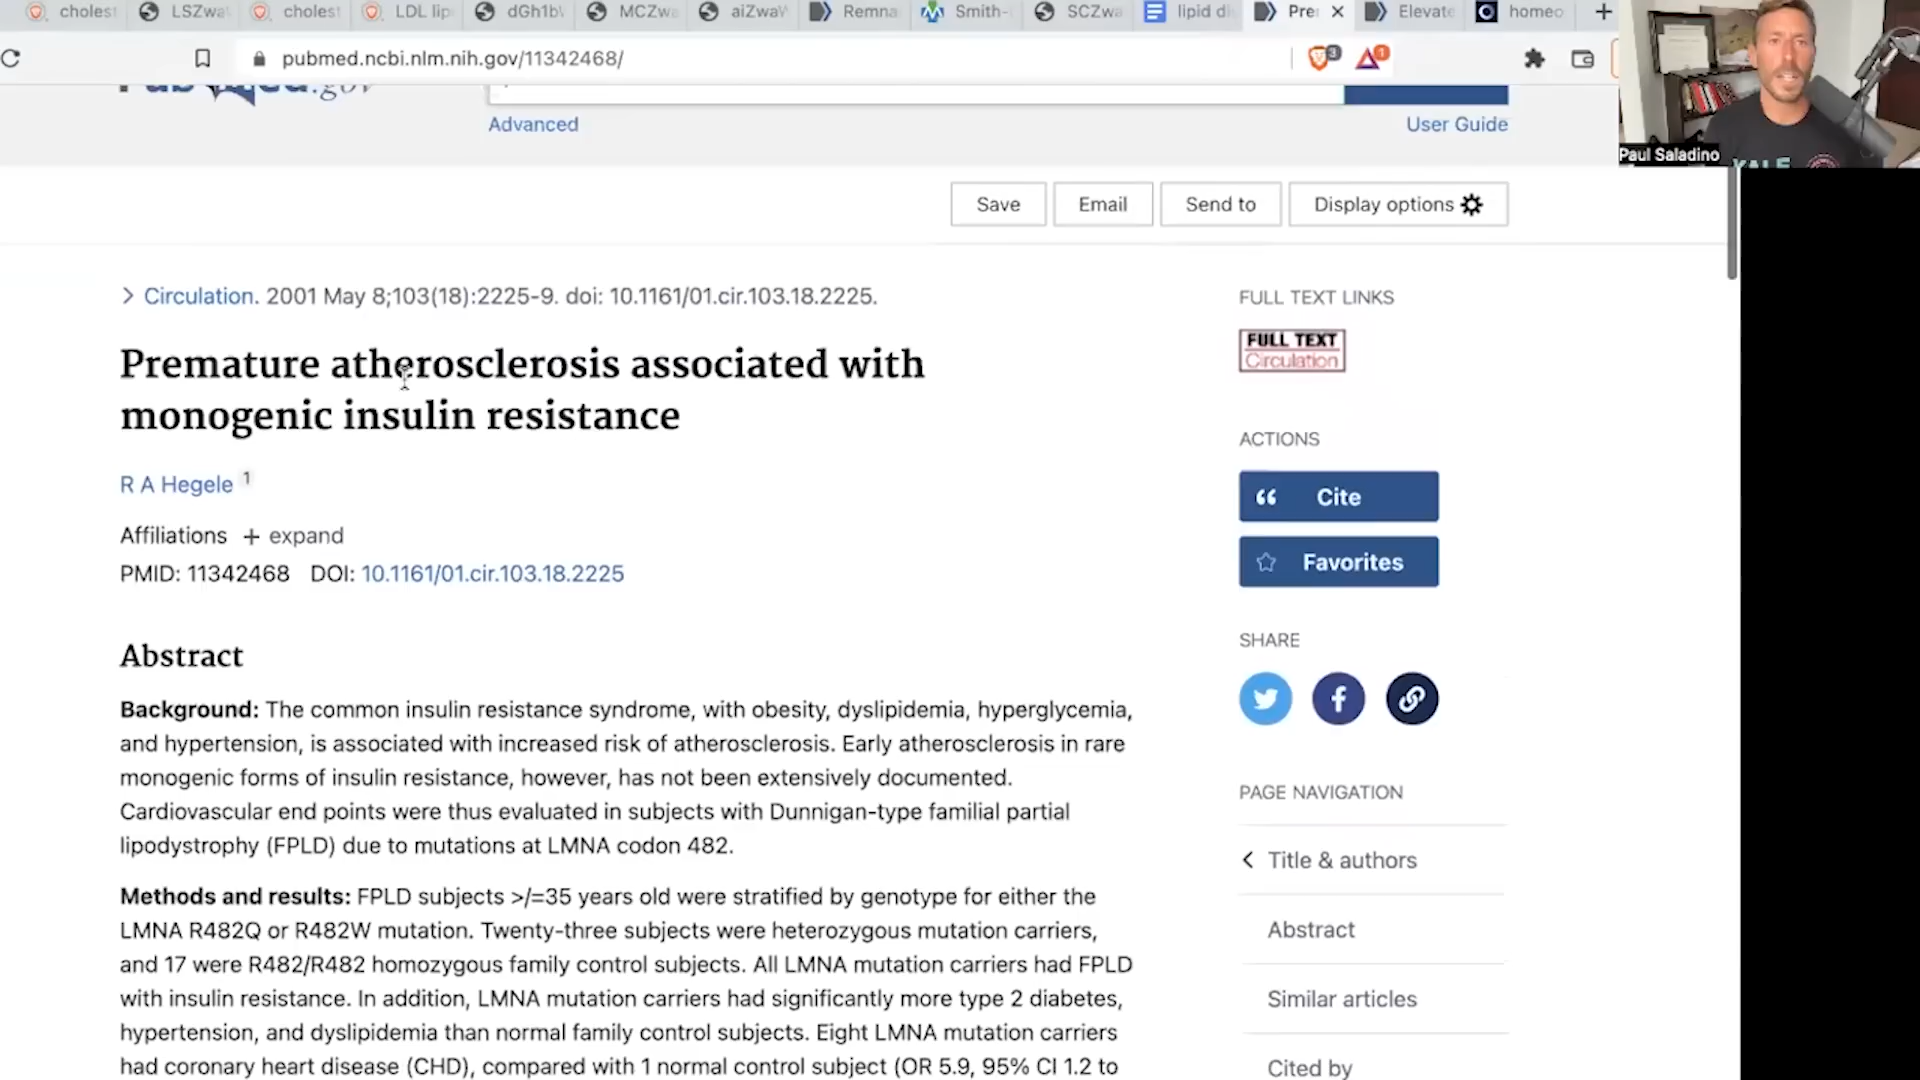 cholest
LSZwa
cholest
LDL lip
dGh1b
MCZwa
aiZwaV
Remna
Smith-
SCZwa
lipid di
Pre
Elevate
homeo
pubmed.ncbi.nlm.nih.gov/11342468/
3
1
Paul Saladino
Advanced
User Guide
Save
Email
Send to
Display options
Circulation. 2001 May 8;103(18):2225-9. doi: 10.1161/01.cir.103.18.2225.
Premature atherosclerosis associated with
monogenic insulin resistance
R A Hegele 1
Affiliations + expand
PMID: 11342468 DOI: 10.1161/01.cir.103.18.2225
Abstract
Background: The common insulin resistance syndrome, with obesity, dyslipidemia, hyperglycemia,
and hypertension, is associated with increased risk of atherosclerosis. Early atherosclerosis in rare
monogenic forms of insulin resistance, however, has not been extensively documented.
Cardiovascular end points were thus evaluated in subjects with Dunnigan-type familial partial
lipodystrophy (FPLD) due to mutations at LMNA codon 482.
Methods and results: FPLD subjects >/=35 years old were stratified by genotype for either the
LMNA R482Q or R482W mutation. Twenty-three subjects were heterozygous mutation carriers,
and 17 were R482/R482 homozygous family control subjects. All LMNA mutation carriers had FPLD
with insulin resistance. In addition, LMNA mutation carriers had significantly more type 2 diabetes,
hypertension, and dyslipidemia than normal family control subjects. Eight LMNA mutation carriers
had coronary heart disease (CHD), compared with 1 normal control subject (OR 5.9, 95% CI 1.2 to
FULL TEXT LINKS
FULL TEXT
Circulation
ACTIONS
Cite
Favorites
SHARE
PAGE NAVIGATION
Title & authors
Abstract
Similar articles
Cited by